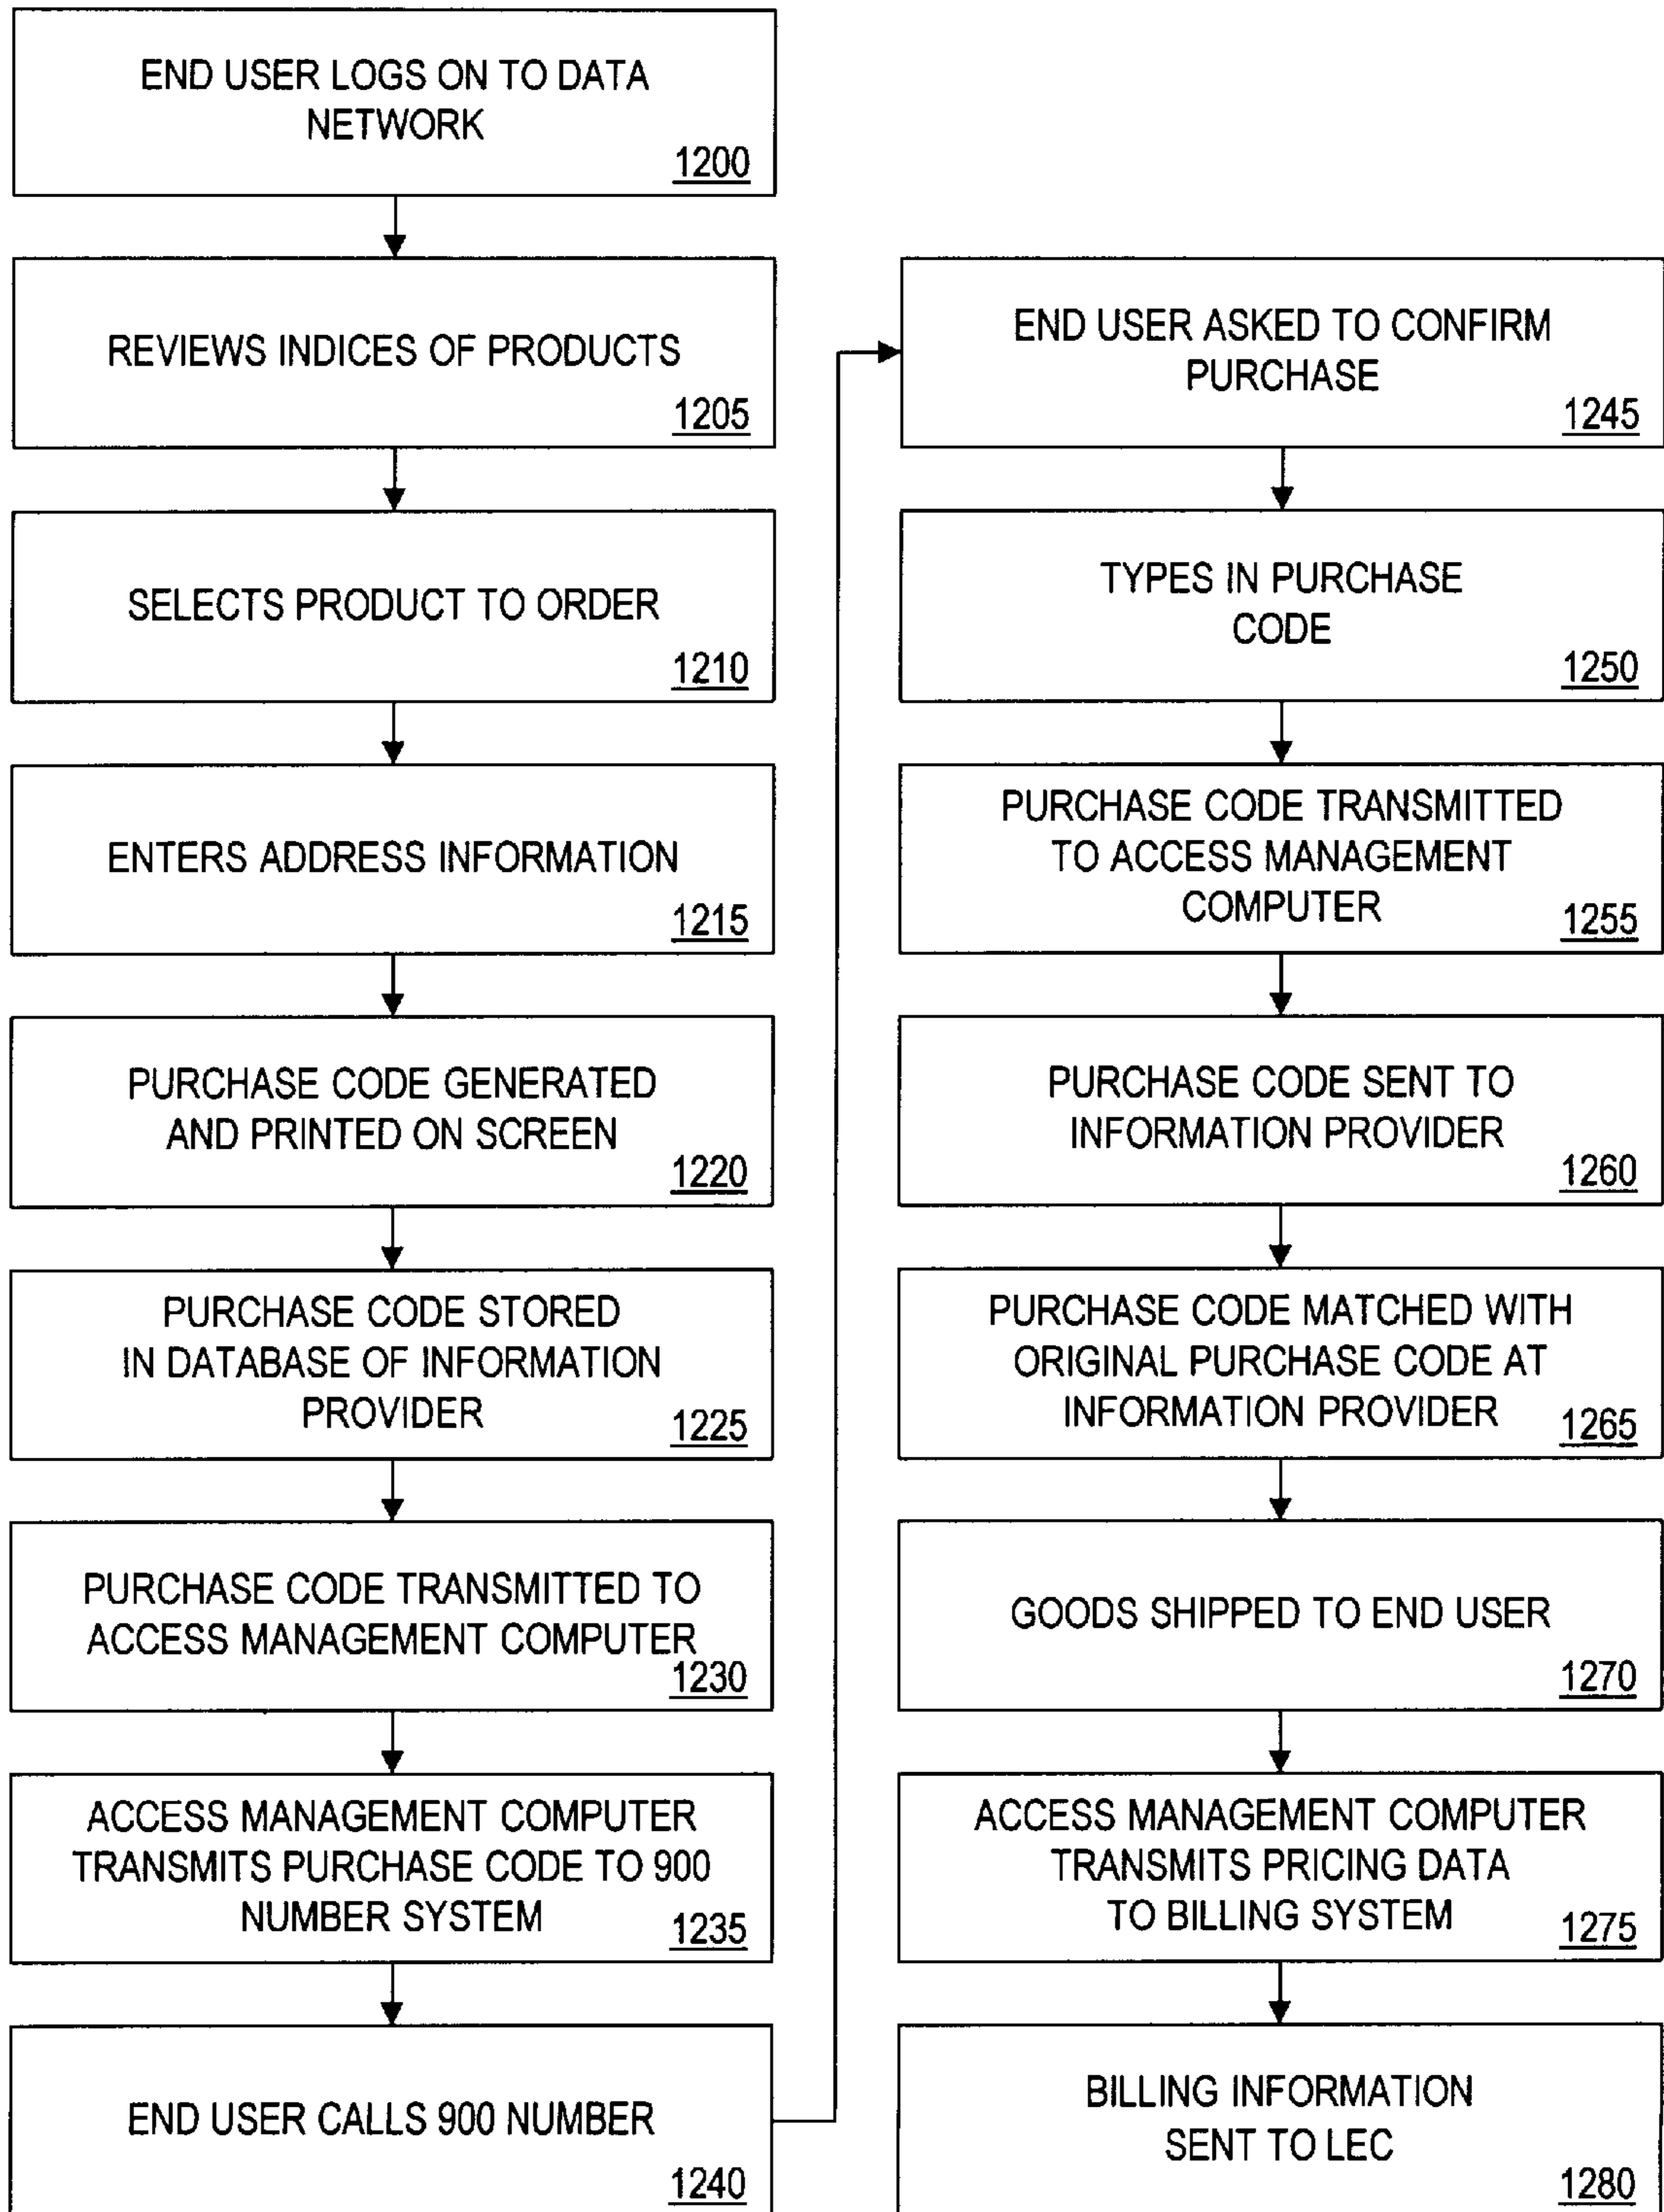 END USER LOGS ON TO DATA
NETWORK
1200
REVIEWS INDICES OF PRODUCTS
1205
SELECTS PRODUCT TO ORDER
1210
ENTERS ADDRESS INFORMATION
1215
PURCHASE CODE GENERATED
AND PRINTED ON SCREEN
1220
PURCHASE CODE STORED
IN DATABASE OF INFORMATION
PROVIDER
1225
PURCHASE CODE TRANSMITTED TO
ACCESS MANAGEMENT COMPUTER
1230
ACCESS MANAGEMENT COMPUTER
TRANSMITS PURCHASE CODE TO 900
NUMBER SYSTEM
1235
END USER CALLS 900 NUMBER
1240
END USER ASKED TO CONFIRM
PURCHASE
1245
TYPES IN PURCHASE
CODE
1250
PURCHASE CODE TRANSMITTED
TO ACCESS MANAGEMENT
COMPUTER
1255
PURCHASE CODE SENT TO
INFORMATION PROVIDER
1260
PURCHASE CODE MATCHED WITH
ORIGINAL PURCHASE CODE AT
INFORMATION PROVIDER
1265
GOODS SHIPPED TO END USER
1270
ACCESS MANAGEMENT COMPUTER
TRANSMITS PRICING DATA
TO BILLING SYSTEM
1275
BILLING INFORMATION
SENT TO LEC
1280